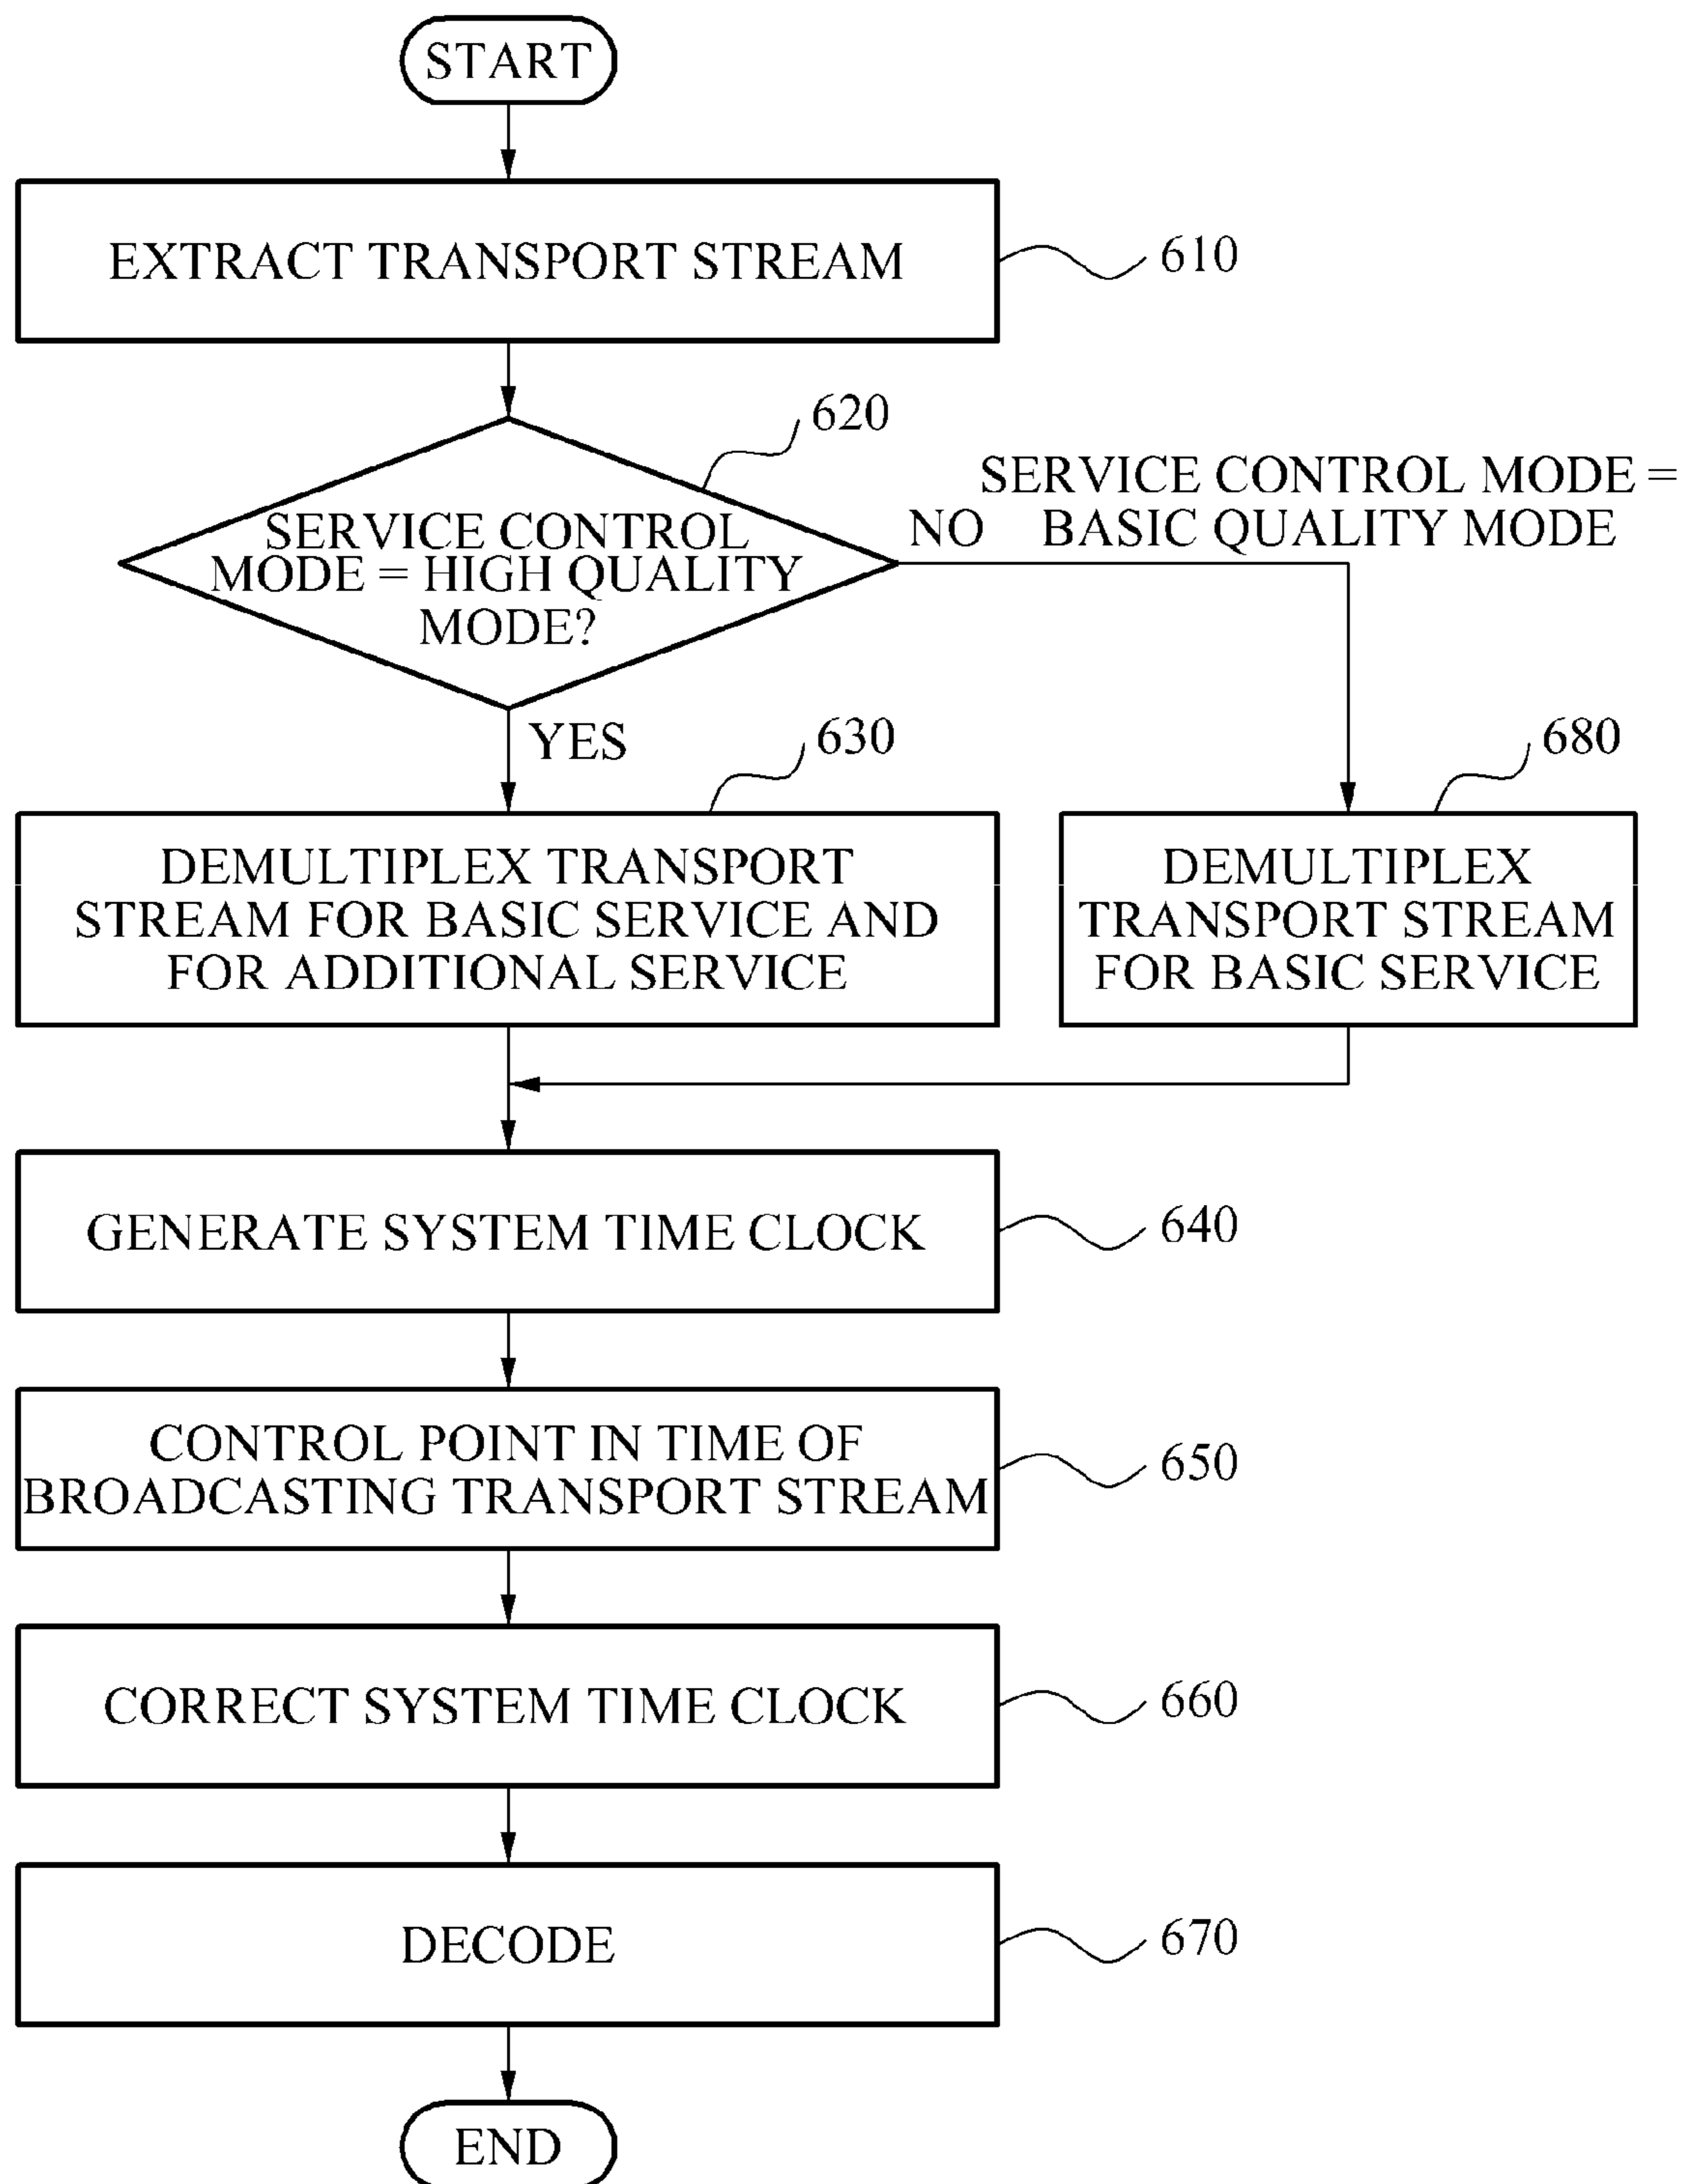 START
EXTRACT TRANSPORT STREAM
610
620
SERVICE CONTROL
MODE = HIGH QUALITY
MODE?
SERVICE CONTROL MODE =
NO BASIC QUALITY MODE
YES
630
680
DEMULTIPLEX TRANSPORT
STREAM FOR BASIC SERVICE AND
FOR ADDITIONAL SERVICE
DEMULTIPLEX
TRANSPORT STREAM
FOR BASIC SERVICE
GENERATE SYSTEM TIME CLOCK
640
CONTROL POINT IN TIME OF
BROADCASTING TRANSPORT STREAM
650
CORRECT SYSTEM TIME CLOCK
660
DECODE
670
END